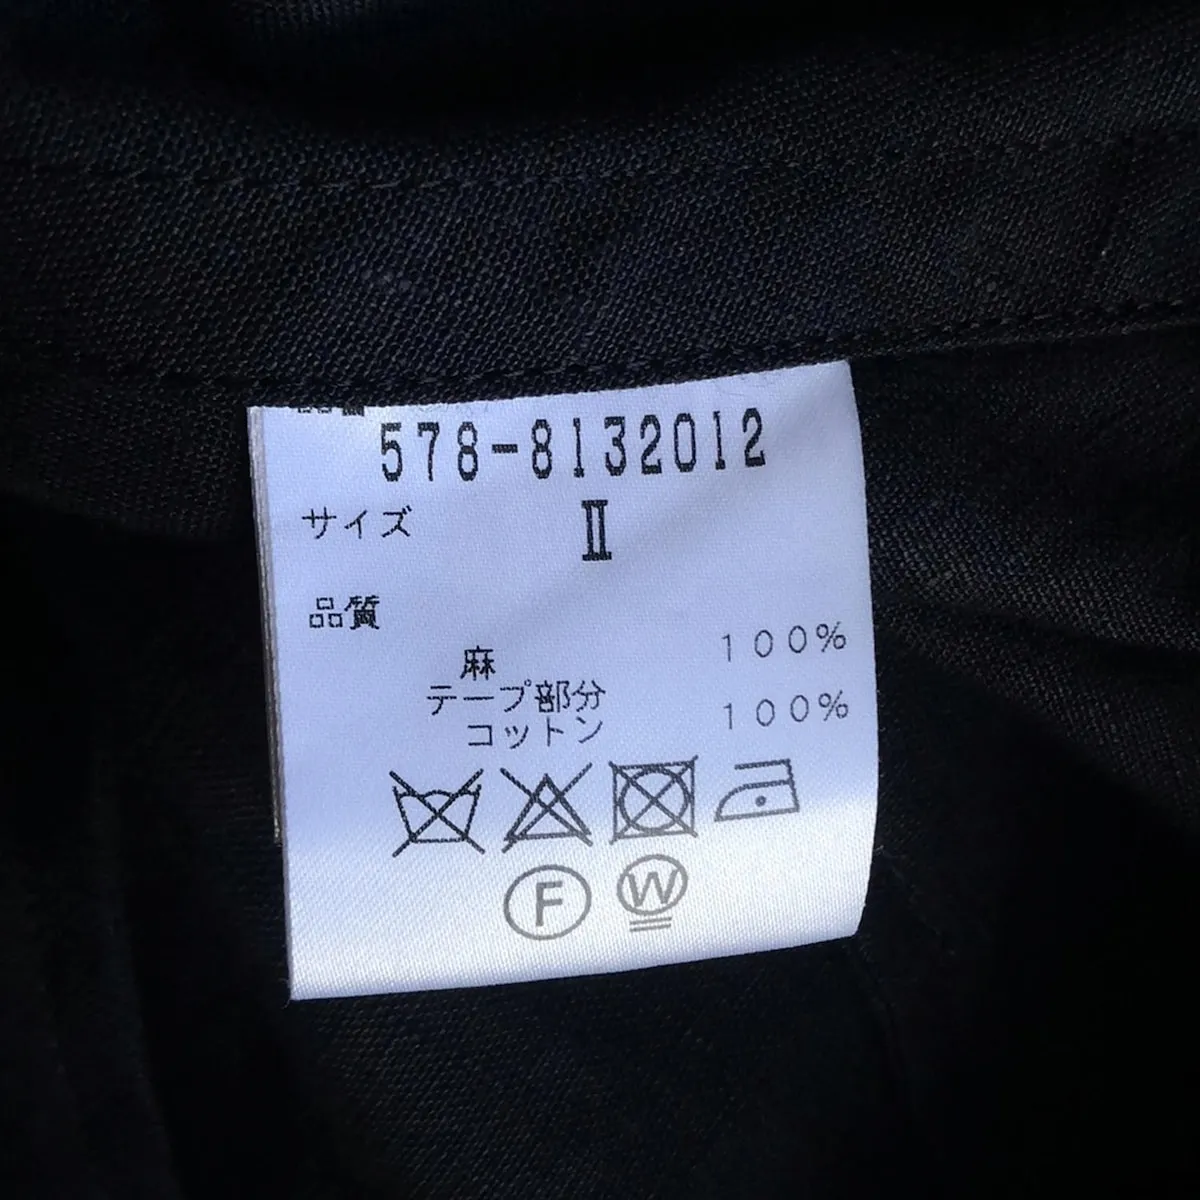 578-8132012
サイズ Ⅱ
品質
麻 100%
テープ部分
コットン 100%
F W